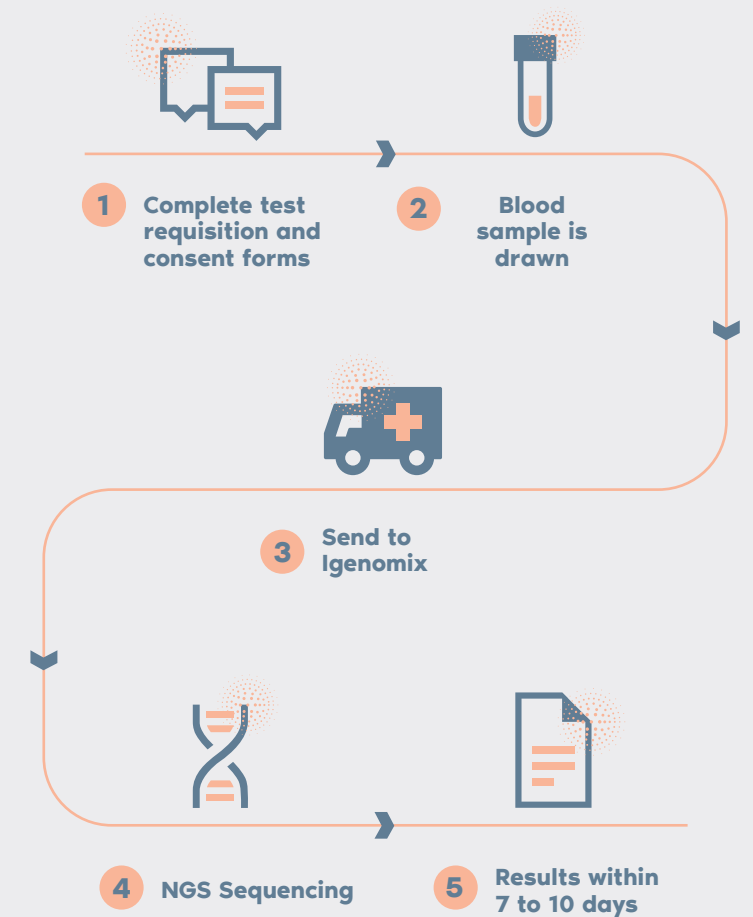 1
Complete test
requisition and
consent forms
2
Blood
sample is
drawn
3
Send to
Igenomix
4
NGS Sequencing
5
Results within
7 to 10 days